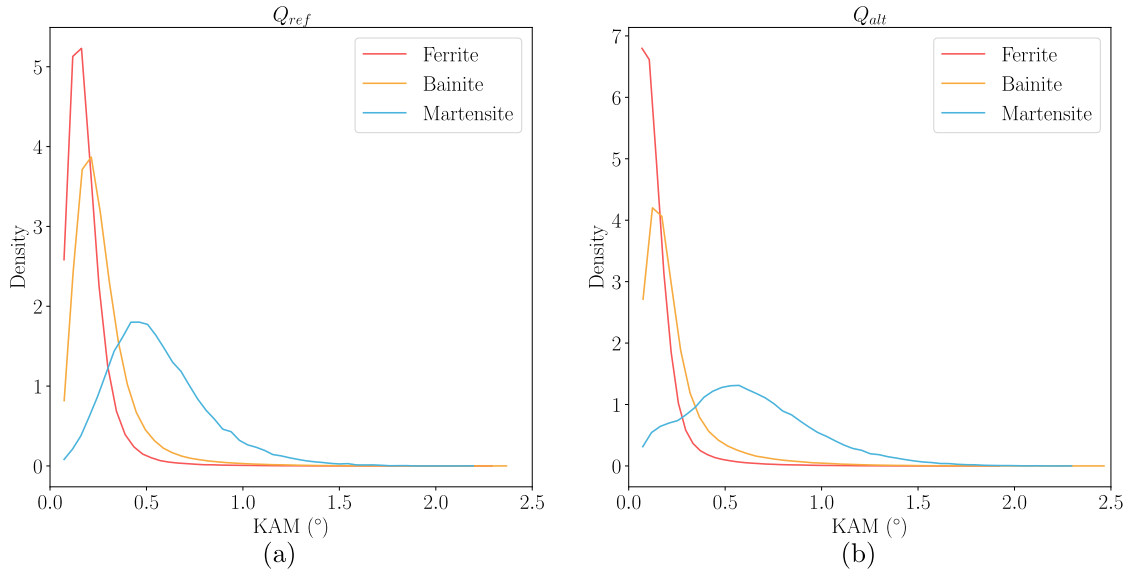 Q_ref
Ferrite
Bainite
Martensite
Density
5
4
3
2
1
0
0.0 0.5 1.0 1.5 2.0 2.5
KAM (°)
(a)
Q_alt
Ferrite
Bainite
Martensite
Density
7
6
5
4
3
2
1
0
0.0 0.5 1.0 1.5 2.0 2.5
KAM (°)
(b)